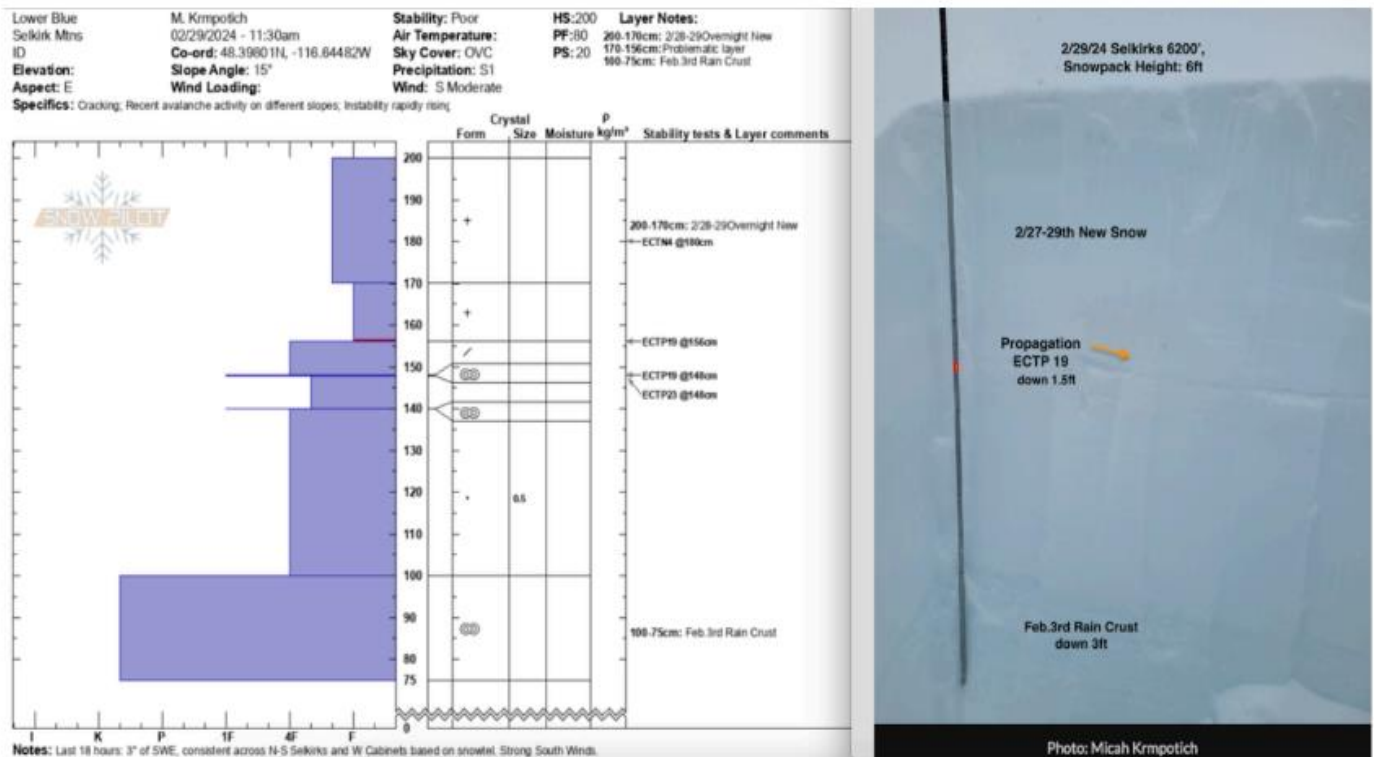 Lower Blue
Selkirk Mtns
ID
Elevation:
Aspect: E
Specifics: Cracking; Recent avalanche activity on different slopes; Instability rapidly rising
M. Krmpotich
02/29/2024 - 11:30am
Co-ord: 48.39801N, -116.64482W
Slope Angle: 15°
Wind Loading:
Stability: Poor
Air Temperature:
Sky Cover: OVC
Precipitation: S1
Wind: S Moderate
HS:200
PF:80
PS:20
Layer Notes:
200-170cm: 2/28-29Overnight New
170-156cm:Problematic layer
100-75cm: Feb.3rd Rain Crust
Crystal
Form Size Moisture
ρ
kg/m³
Stability tests & Layer comments
SNOW PILOT
200
190
180
170
160
150
140
130
120
110
100
90
80
75
0
+
+
/
0.5
200-170cm: 2/28-29Overnight New
ECTN4 @180cm
ECTP19 @156cm
ECTP19 @148cm
ECTP23 @148cm
100-75cm: Feb.3rd Rain Crust
I K P 1F 4F F
Notes: Last 18 hours: 3" of SWE, consistent across N-S Selkirks and W Cabinets based on snowtel. Strong South Winds.
2/29/24 Selkirks 6200',
Snowpack Height: 6ft
2/27-29th New Snow
Propagation
ECTP 19
down 1.5ft
Feb.3rd Rain Crust
down 3ft
Photo: Micah Krmpotich